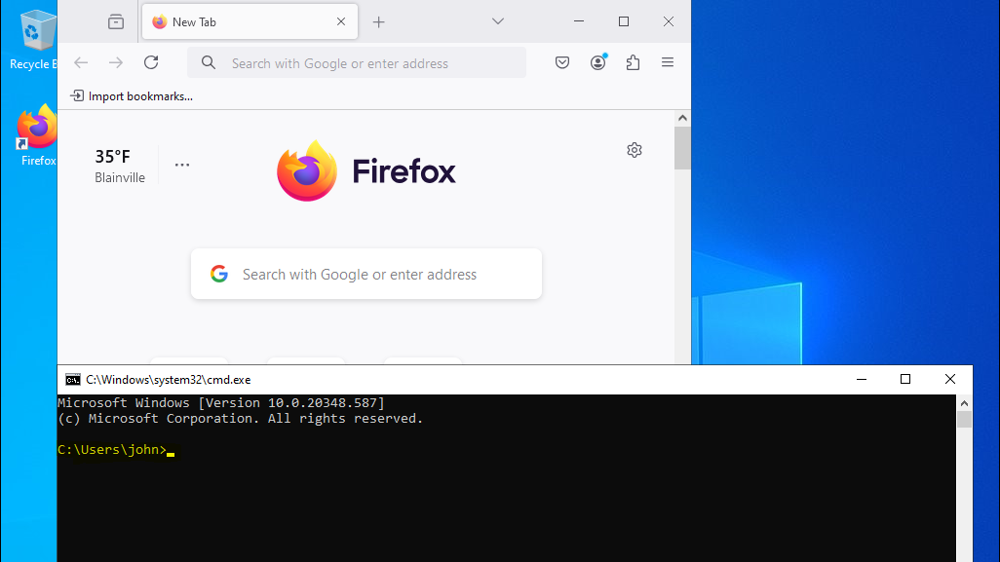 Recycle B
Firefox
New Tab
Search with Google or enter address
Import bookmarks...
35°F
Blainville
Firefox
Search with Google or enter address
C:\Windows\system32\cmd.exe
Microsoft Windows [Version 10.0.20348.587]
(c) Microsoft Corporation. All rights reserved.
C:\Users\john>